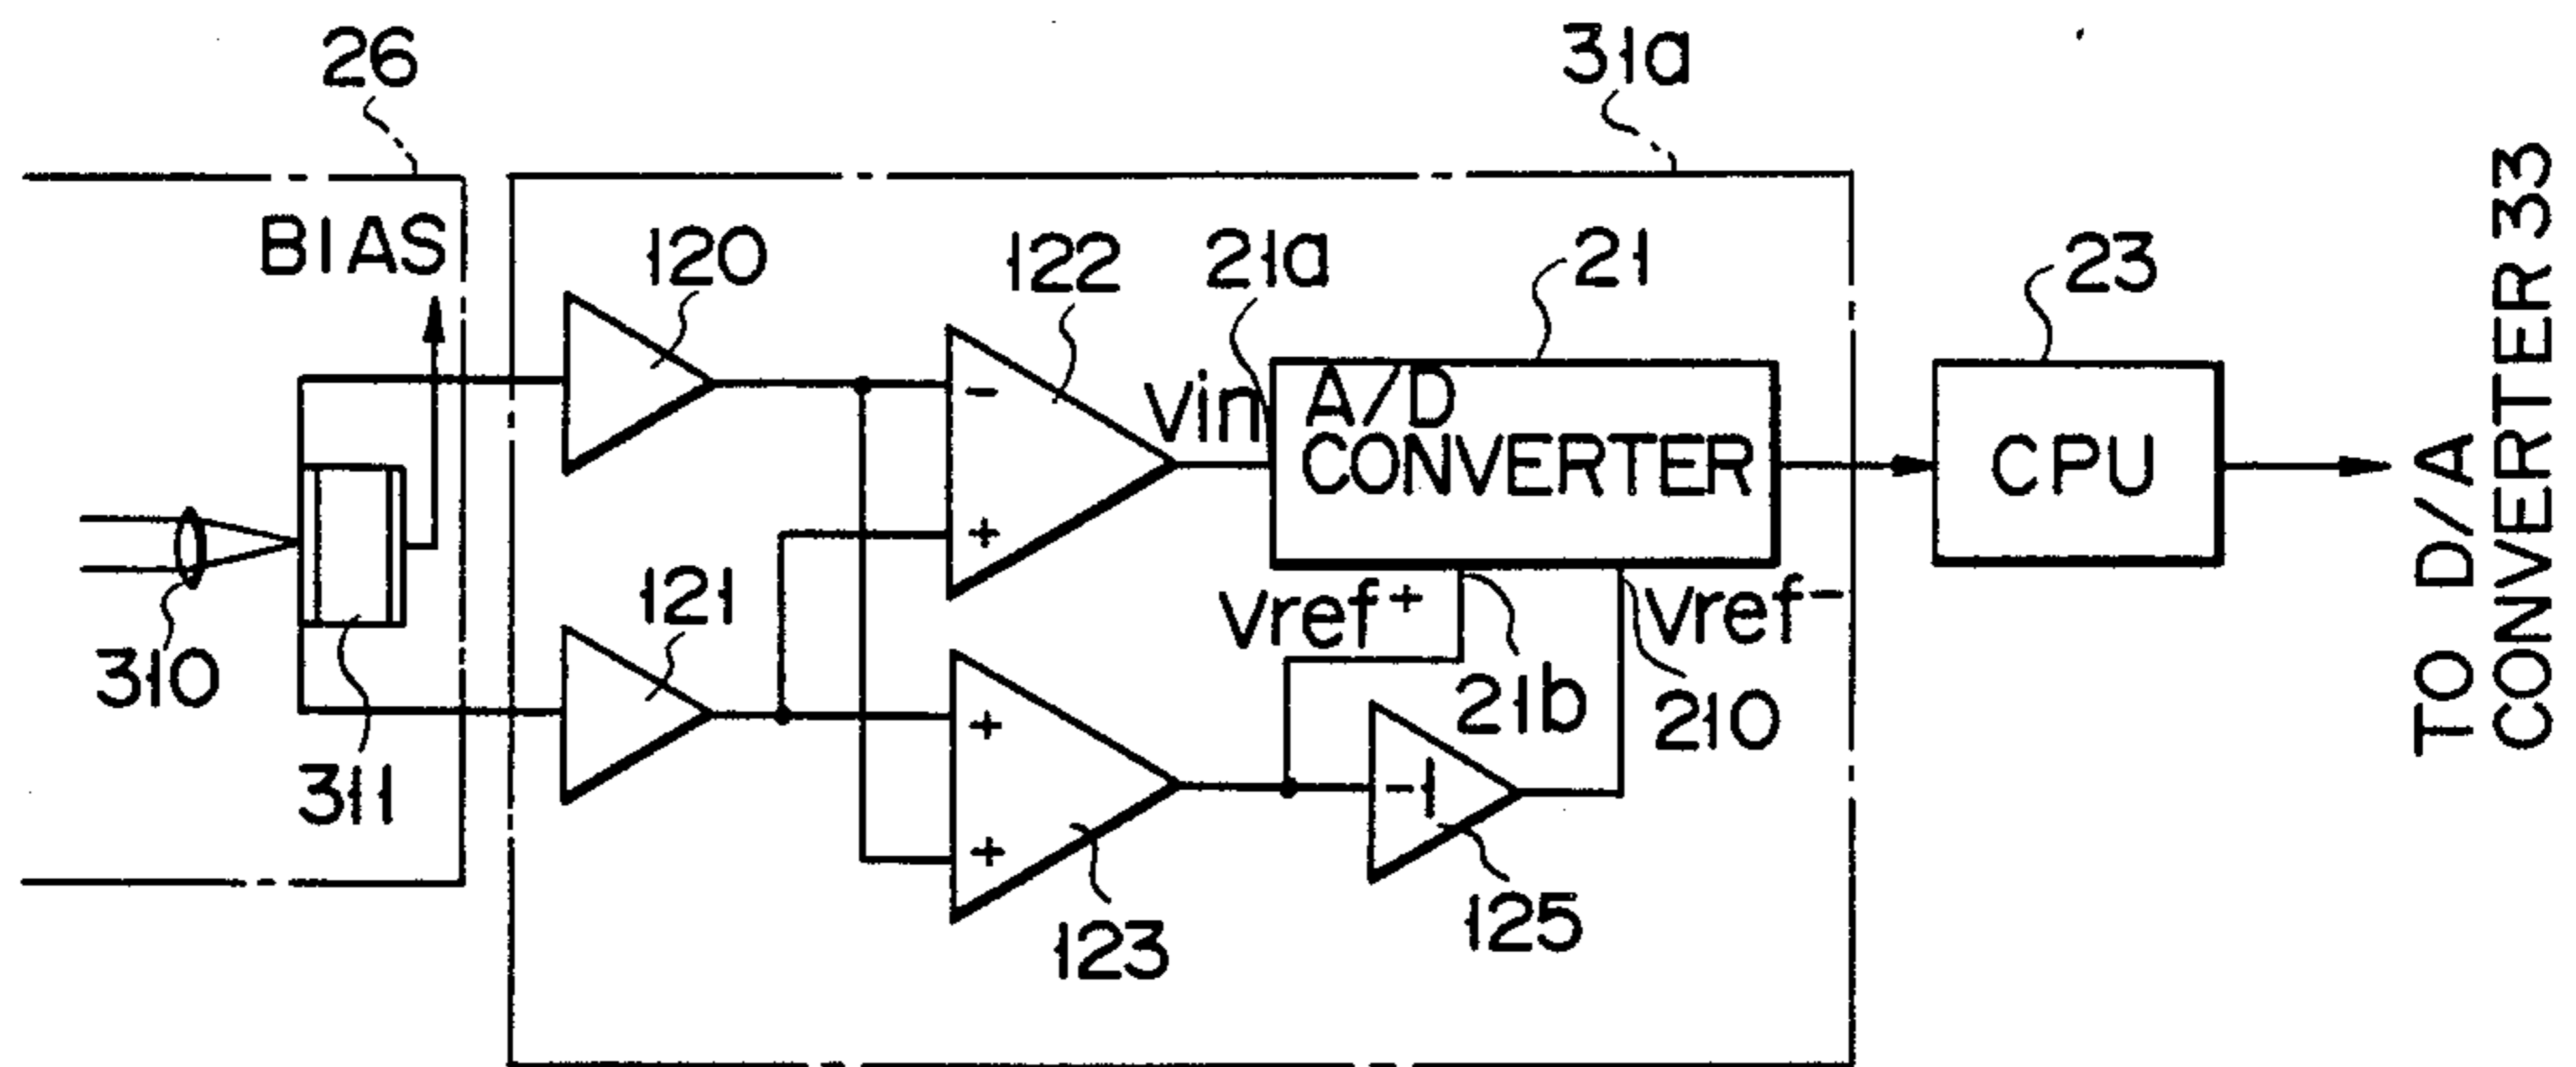 26
31a
BIAS
120
122
21a
21
23
Vin
A/D
CONVERTER
CPU
TO D/A
CONVERTER 33
-
+
121
Vref+
Vref-
310
21b
210
311
+
+
-1
123
125